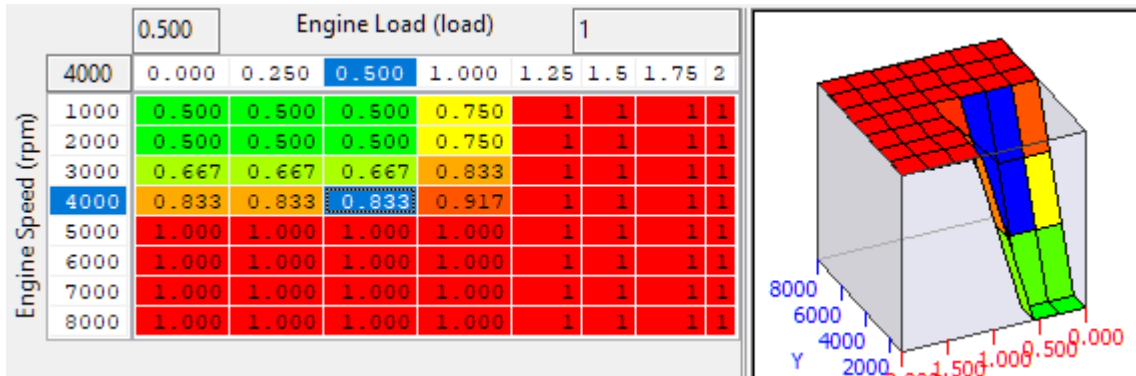 0.500 Engine Load (load) 1
4000 0.000 0.250 0.500 1.000 1.25 1.5 1.75 2
Engine Speed (rpm)
1000 0.500 0.500 0.500 0.750 1 1 1 1
2000 0.500 0.500 0.500 0.750 1 1 1 1
3000 0.667 0.667 0.667 0.833 1 1 1 1
4000 0.833 0.833 0.833 0.917 1 1 1 1
5000 1.000 1.000 1.000 1.000 1 1 1 1
6000 1.000 1.000 1.000 1.000 1 1 1 1
7000 1.000 1.000 1.000 1.000 1 1 1 1
8000 1.000 1.000 1.000 1.000 1 1 1 1
8000
6000
4000
2000
Y
1.500
1.000
0.500
0.000